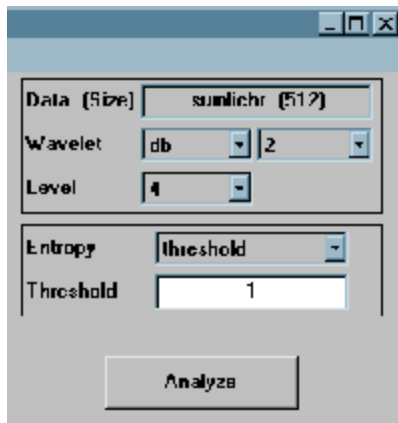 Data (Size) sumlichr (512)
Wavelet db 2
Level 4
Entropy threshold
Threshold 1
Analyze